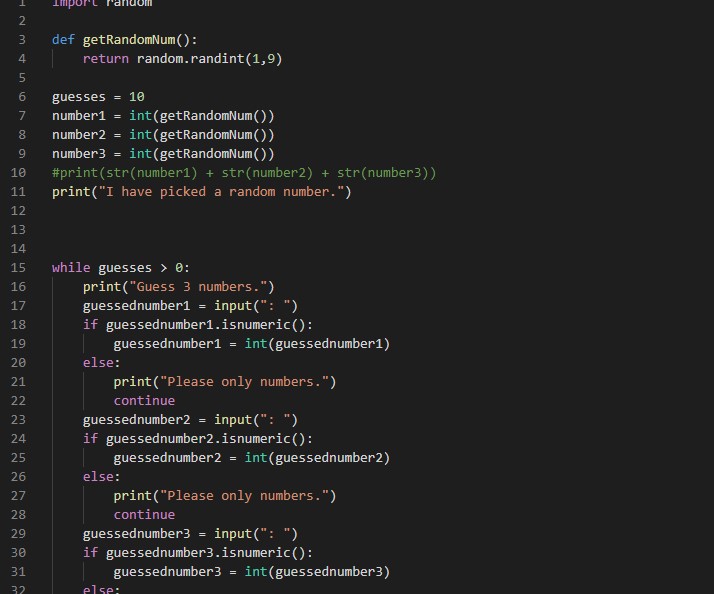 1 import random
2
3 def getRandomNum():
4     return random.randint(1,9)
5
6 guesses = 10
7 number1 = int(getRandomNum())
8 number2 = int(getRandomNum())
9 number3 = int(getRandomNum())
10 #print(str(number1) + str(number2) + str(number3))
11 print("I have picked a random number.")
12
13
14
15 while guesses > 0:
16     print("Guess 3 numbers.")
17     guessednumber1 = input(": ")
18     if guessednumber1.isnumeric():
19         guessednumber1 = int(guessednumber1)
20     else:
21         print("Please only numbers.")
22         continue
23     guessednumber2 = input(": ")
24     if guessednumber2.isnumeric():
25         guessednumber2 = int(guessednumber2)
26     else:
27         print("Please only numbers.")
28         continue
29     guessednumber3 = input(": ")
30     if guessednumber3.isnumeric():
31         guessednumber3 = int(guessednumber3)
32     else: